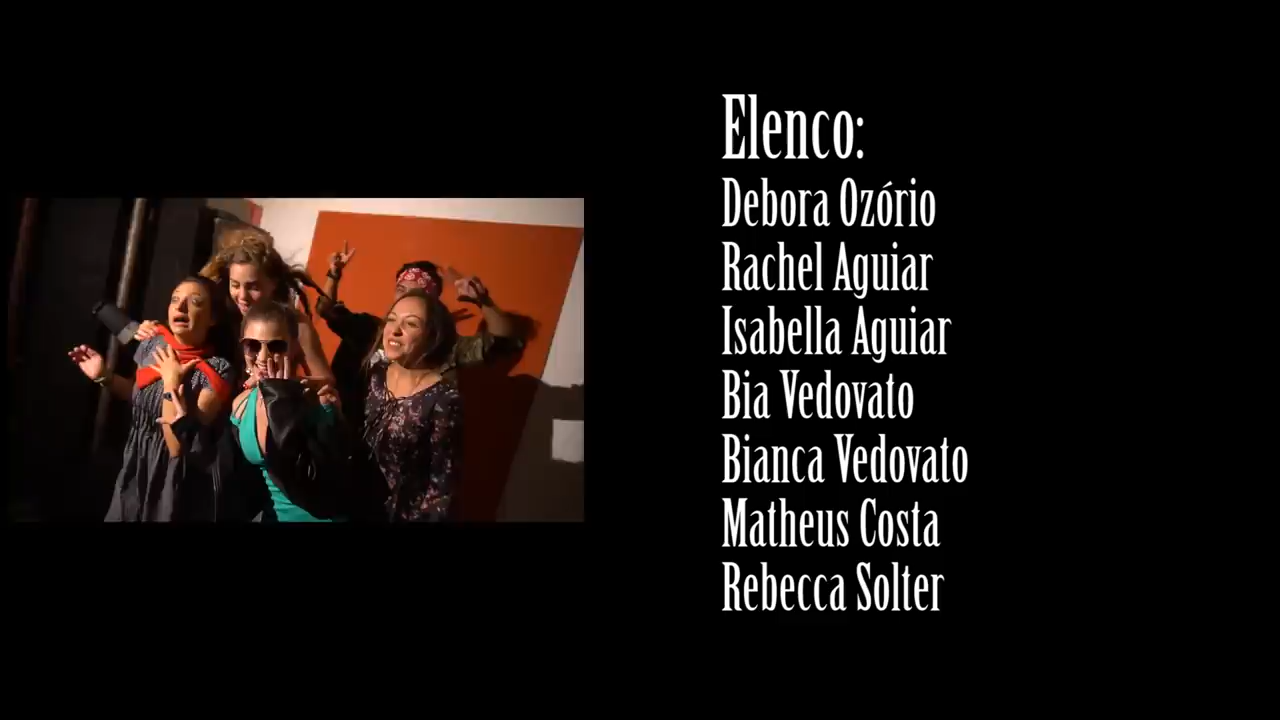 Elenco:
Debora Ozório
Rachel Aguiar
Isabella Aguiar
Bia Vedovato
Bianca Vedovato
Matheus Costa
Rebecca Solter